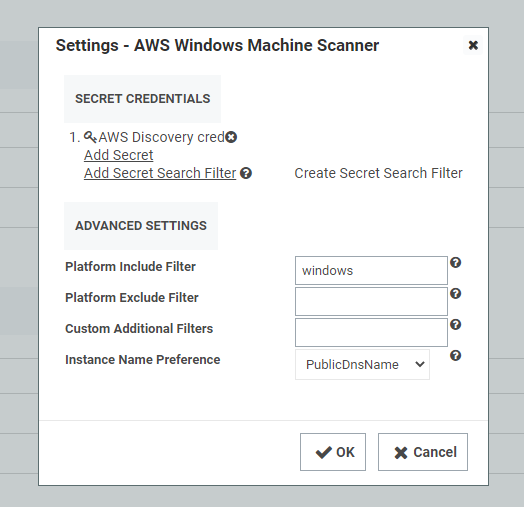 Settings - AWS Windows Machine Scanner
SECRET CREDENTIALS
1. AWS Discovery cred
Add Secret
Add Secret Search Filter Create Secret Search Filter
ADVANCED SETTINGS
Platform Include Filter windows
Platform Exclude Filter
Custom Additional Filters
Instance Name Preference PublicDnsName
OK Cancel